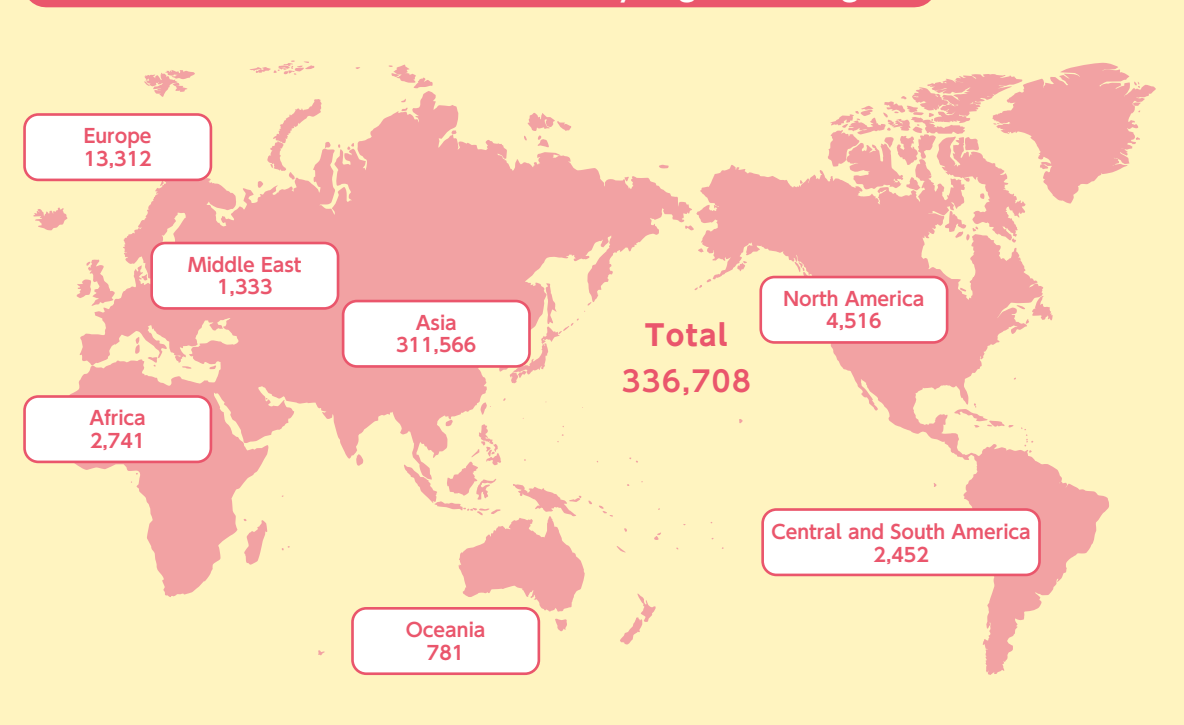 Europe
13,312
Middle East
1,333
Asia
311,566
Total
336,708
North America
4,516
Africa
2,741
Central and South America
2,452
Oceania
781